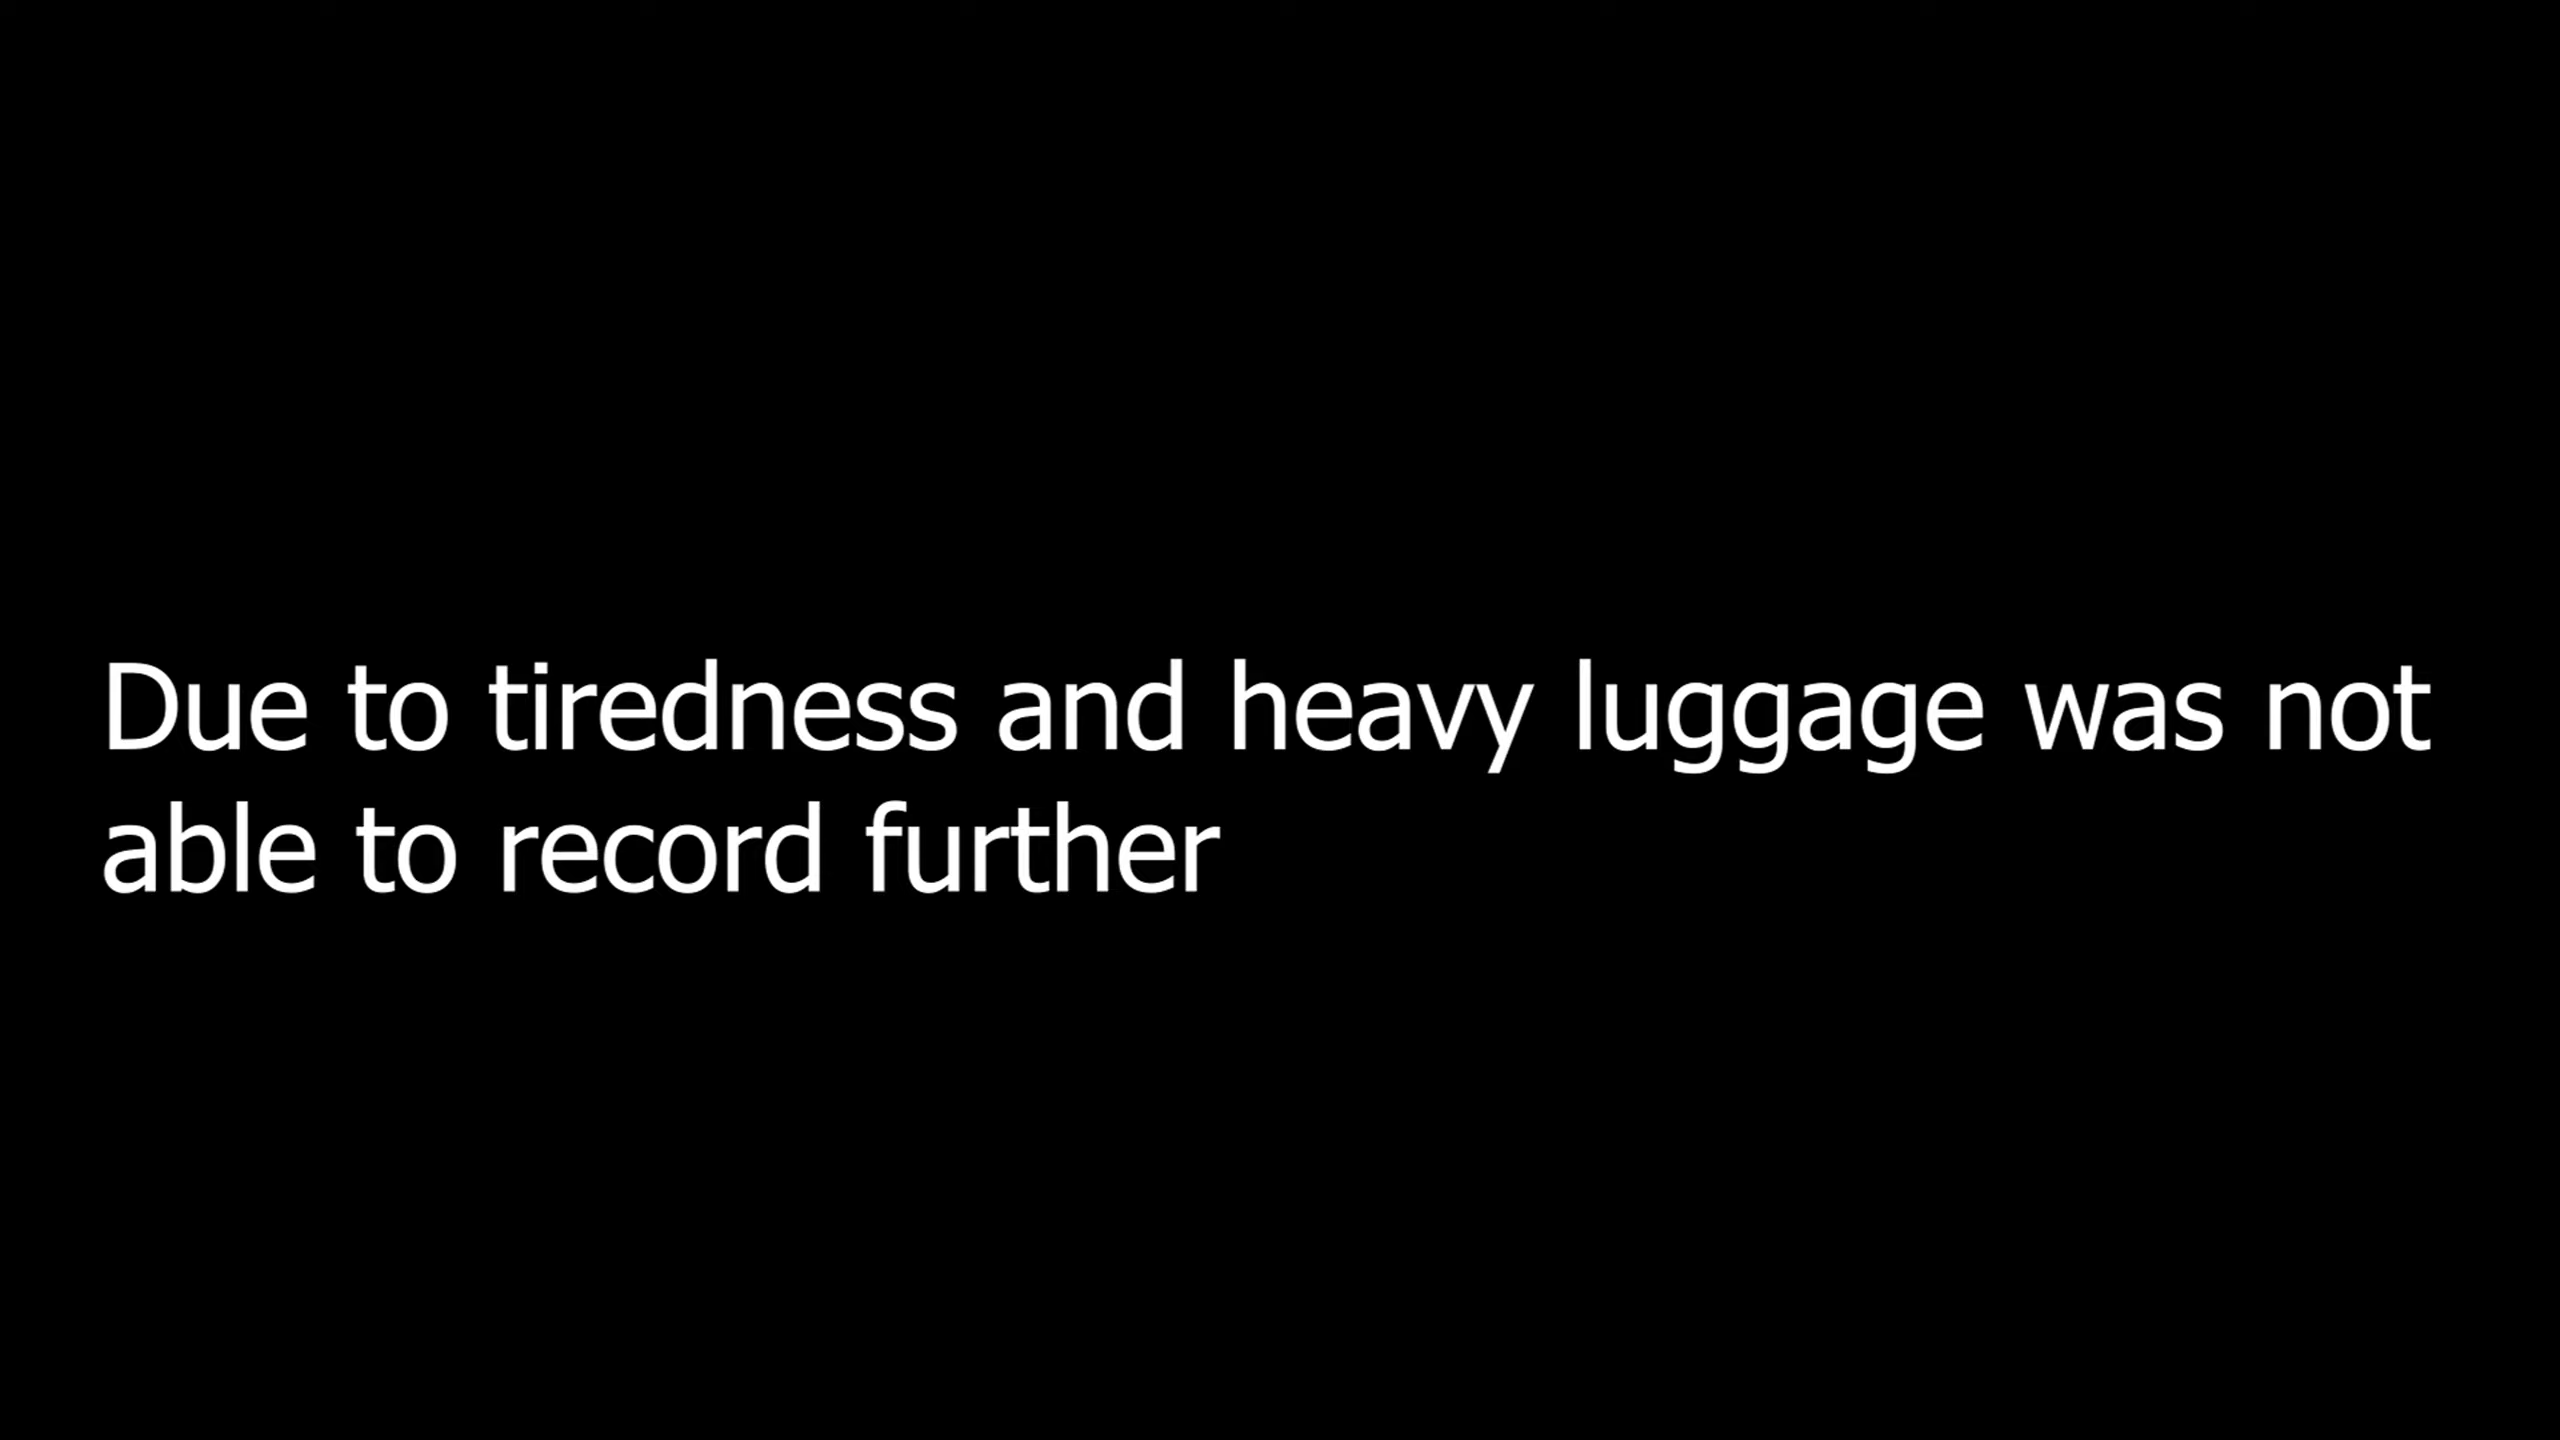 Due to tiredness and heavy luggage was not
able to record further